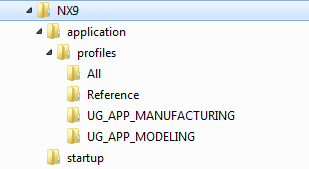 NX9
application
profiles
All
Reference
UG_APP_MANUFACTURING
UG_APP_MODELING
startup